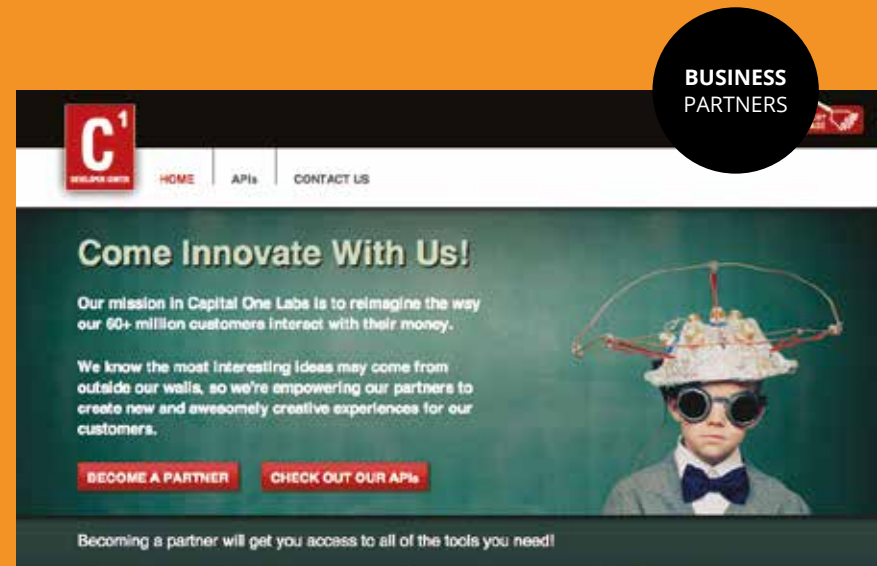 BUSINESS
PARTNERS
C1
DEVELOPER CENTER
HOME
APIs
CONTACT US
Come Innovate With Us!
Our mission in Capital One Labs is to reimagine the way
our 60+ million customers interact with their money.
We know the most interesting ideas may come from
outside our walls, so we're empowering our partners to
create new and awesomely creative experiences for our
customers.
BECOME A PARTNER
CHECK OUT OUR APIs
Becoming a partner will get you access to all of the tools you need!